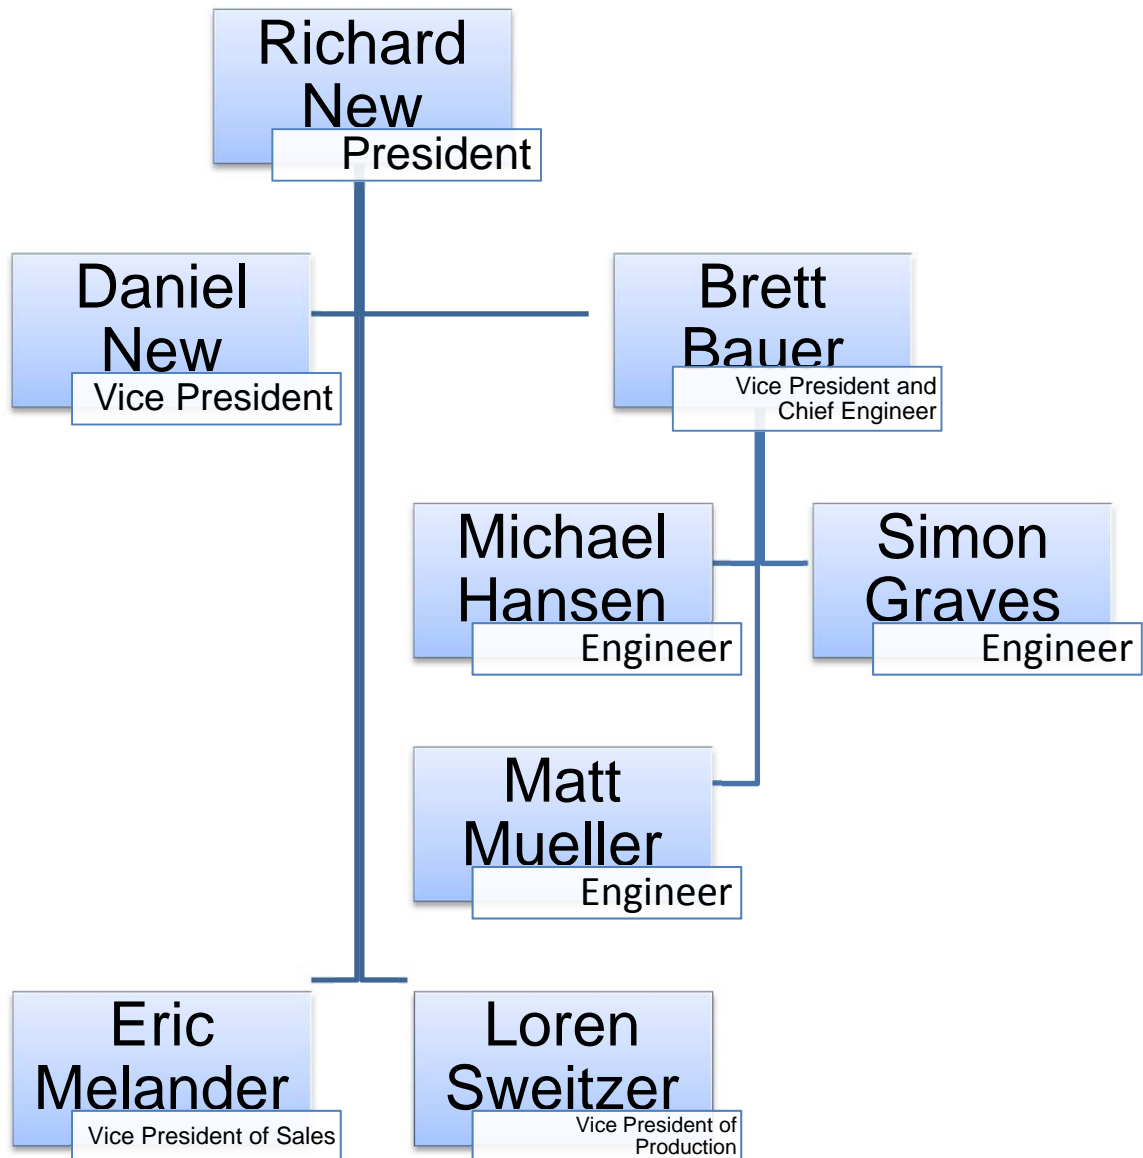 Richard
New
President
Daniel
New
Vice President
Brett
Bauer
Vice President and
Chief Engineer
Michael
Hansen
Engineer
Simon
Graves
Engineer
Matt
Mueller
Engineer
Eric
Melander
Vice President of Sales
Loren
Sweitzer
Vice President of
Production